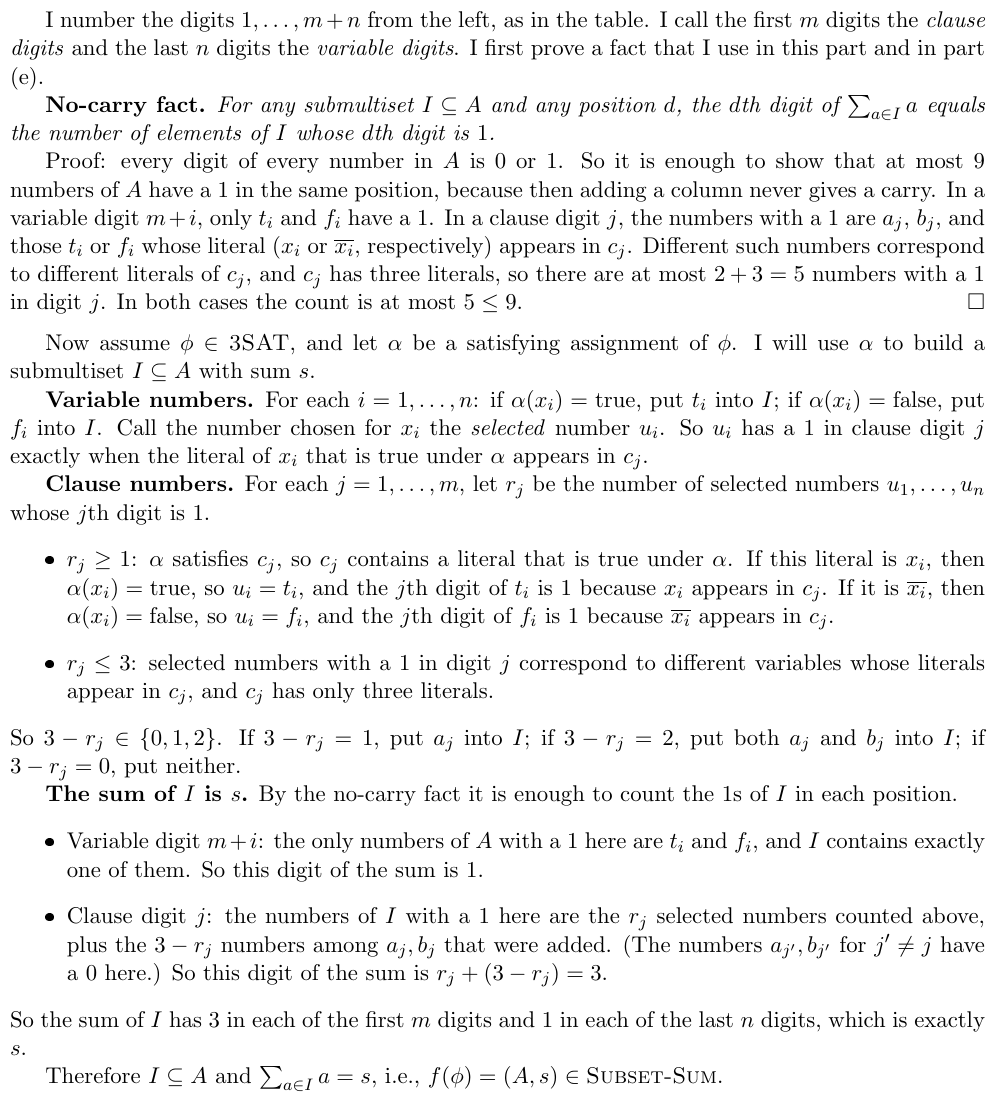 I number the digits 1, . . . , m + n from the left, as in the table. I call the first m digits the clause
digits and the last n digits the variable digits. I first prove a fact that I use in this part and in part
(e).
No-carry fact. For any submultiset I ⊆ A and any position d, the dth digit of ∑_{a∈I} a equals
the number of elements of I whose dth digit is 1.
Proof: every digit of every number in A is 0 or 1. So it is enough to show that at most 9
numbers of A have a 1 in the same position, because then adding a column never gives a carry. In a
variable digit m + i, only t_i and f_i have a 1. In a clause digit j, the numbers with a 1 are a_j, b_j, and
those t_i or f_i whose literal (x_i or \overline{x_i}, respectively) appears in c_j. Different such numbers correspond
to different literals of c_j, and c_j has three literals, so there are at most 2 + 3 = 5 numbers with a 1
in digit j. In both cases the count is at most 5 ≤ 9. □
Now assume ϕ ∈ 3SAT, and let α be a satisfying assignment of ϕ. I will use α to build a
submultiset I ⊆ A with sum s.
Variable numbers. For each i = 1, . . . , n: if α(x_i) = true, put t_i into I; if α(x_i) = false, put
f_i into I. Call the number chosen for x_i the selected number u_i. So u_i has a 1 in clause digit j
exactly when the literal of x_i that is true under α appears in c_j.
Clause numbers. For each j = 1, . . . , m, let r_j be the number of selected numbers u_1, . . . , u_n
whose jth digit is 1.
• r_j ≥ 1: α satisfies c_j, so c_j contains a literal that is true under α. If this literal is x_i, then
α(x_i) = true, so u_i = t_i, and the jth digit of t_i is 1 because x_i appears in c_j. If it is \overline{x_i}, then
α(x_i) = false, so u_i = f_i, and the jth digit of f_i is 1 because \overline{x_i} appears in c_j.
• r_j ≤ 3: selected numbers with a 1 in digit j correspond to different variables whose literals
appear in c_j, and c_j has only three literals.
So 3 − r_j ∈ {0, 1, 2}. If 3 − r_j = 1, put a_j into I; if 3 − r_j = 2, put both a_j and b_j into I; if
3 − r_j = 0, put neither.
The sum of I is s. By the no-carry fact it is enough to count the 1s of I in each position.
• Variable digit m + i: the only numbers of A with a 1 here are t_i and f_i, and I contains exactly
one of them. So this digit of the sum is 1.
• Clause digit j: the numbers of I with a 1 here are the r_j selected numbers counted above,
plus the 3 − r_j numbers among a_j, b_j that were added. (The numbers a_{j′}, b_{j′} for j′ ≠ j have
a 0 here.) So this digit of the sum is r_j + (3 − r_j) = 3.
So the sum of I has 3 in each of the first m digits and 1 in each of the last n digits, which is exactly
s.
Therefore I ⊆ A and ∑_{a∈I} a = s, i.e., f(ϕ) = (A, s) ∈ SUBSET-SUM.